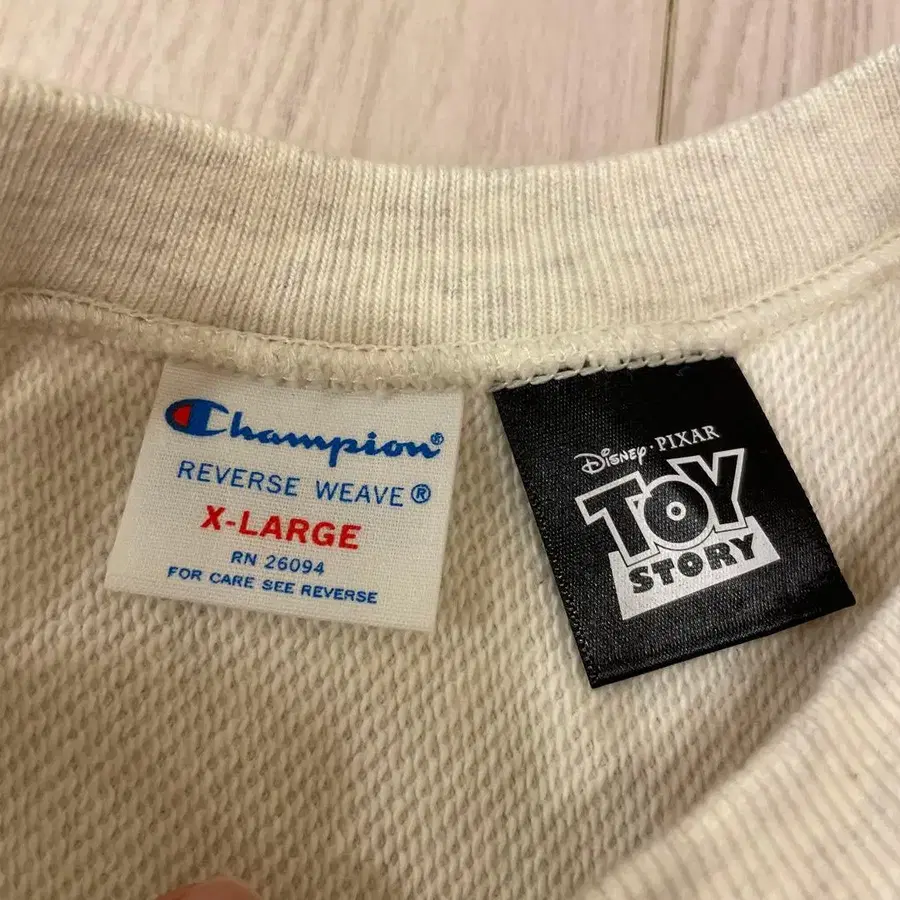 Champion®
REVERSE WEAVE®
X-LARGE
RN 26094
FOR CARE SEE REVERSE
Disney · PIXAR
TOY
STORY